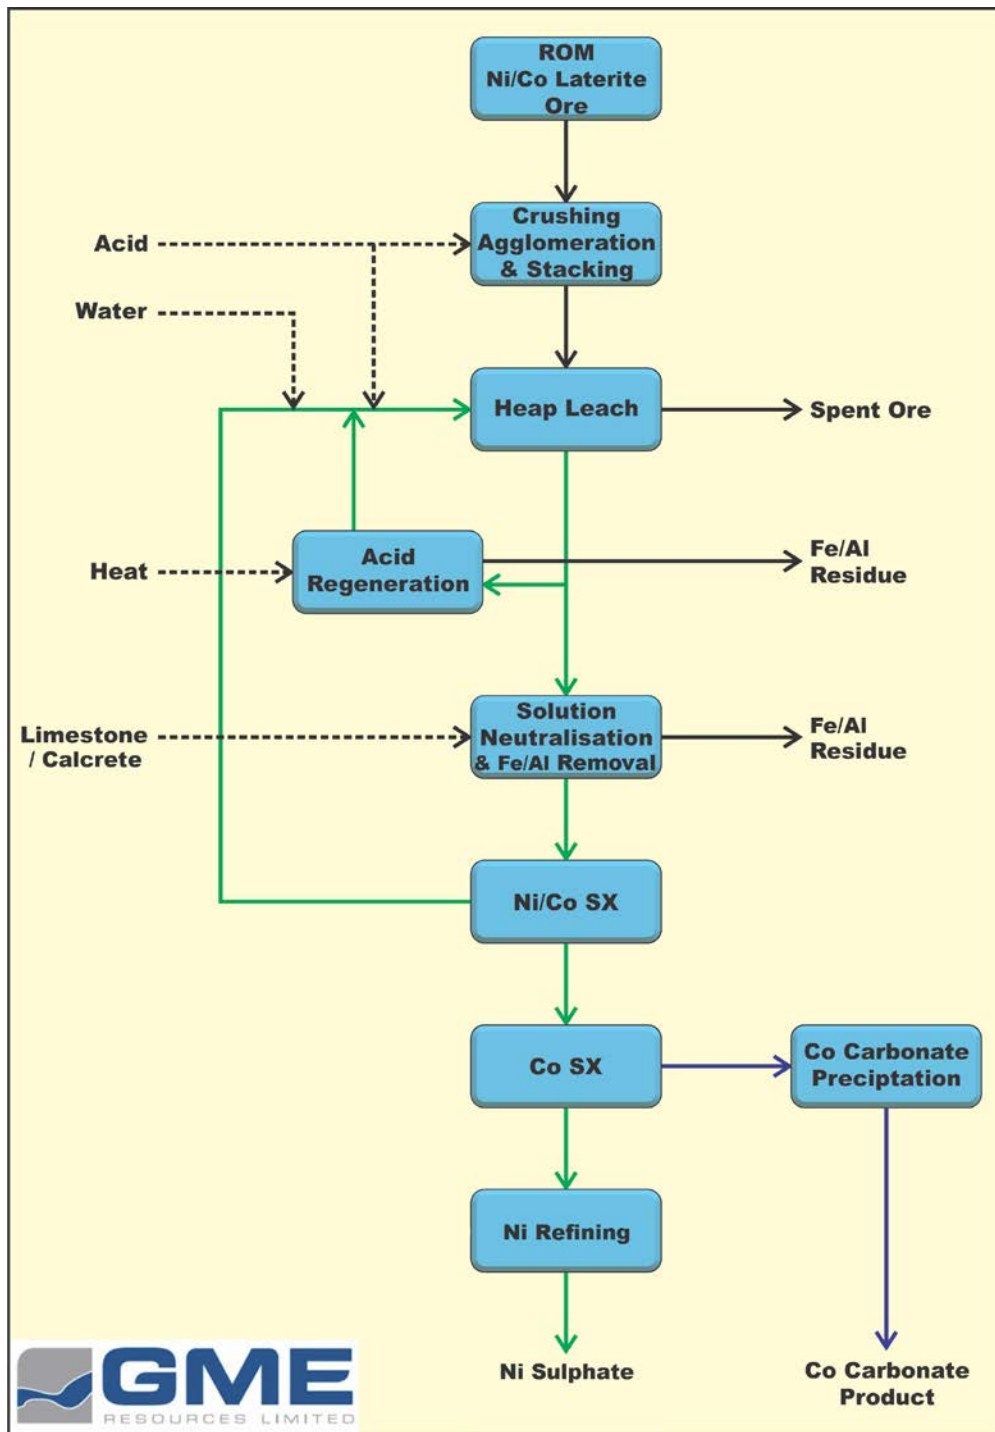 ROM
Ni/Co Laterite
Ore
Crushing
Agglomeration
& Stacking
Acid
Water
Heap Leach
Spent Ore
Acid
Regeneration
Heat
Fe/Al
Residue
Solution
Neutralisation
& Fe/Al Removal
Limestone
/ Calcrete
Fe/Al
Residue
Ni/Co SX
Co SX
Co Carbonate
Preciptation
Ni Refining
Ni Sulphate
Co Carbonate
Product
GME
RESOURCES LIMITED